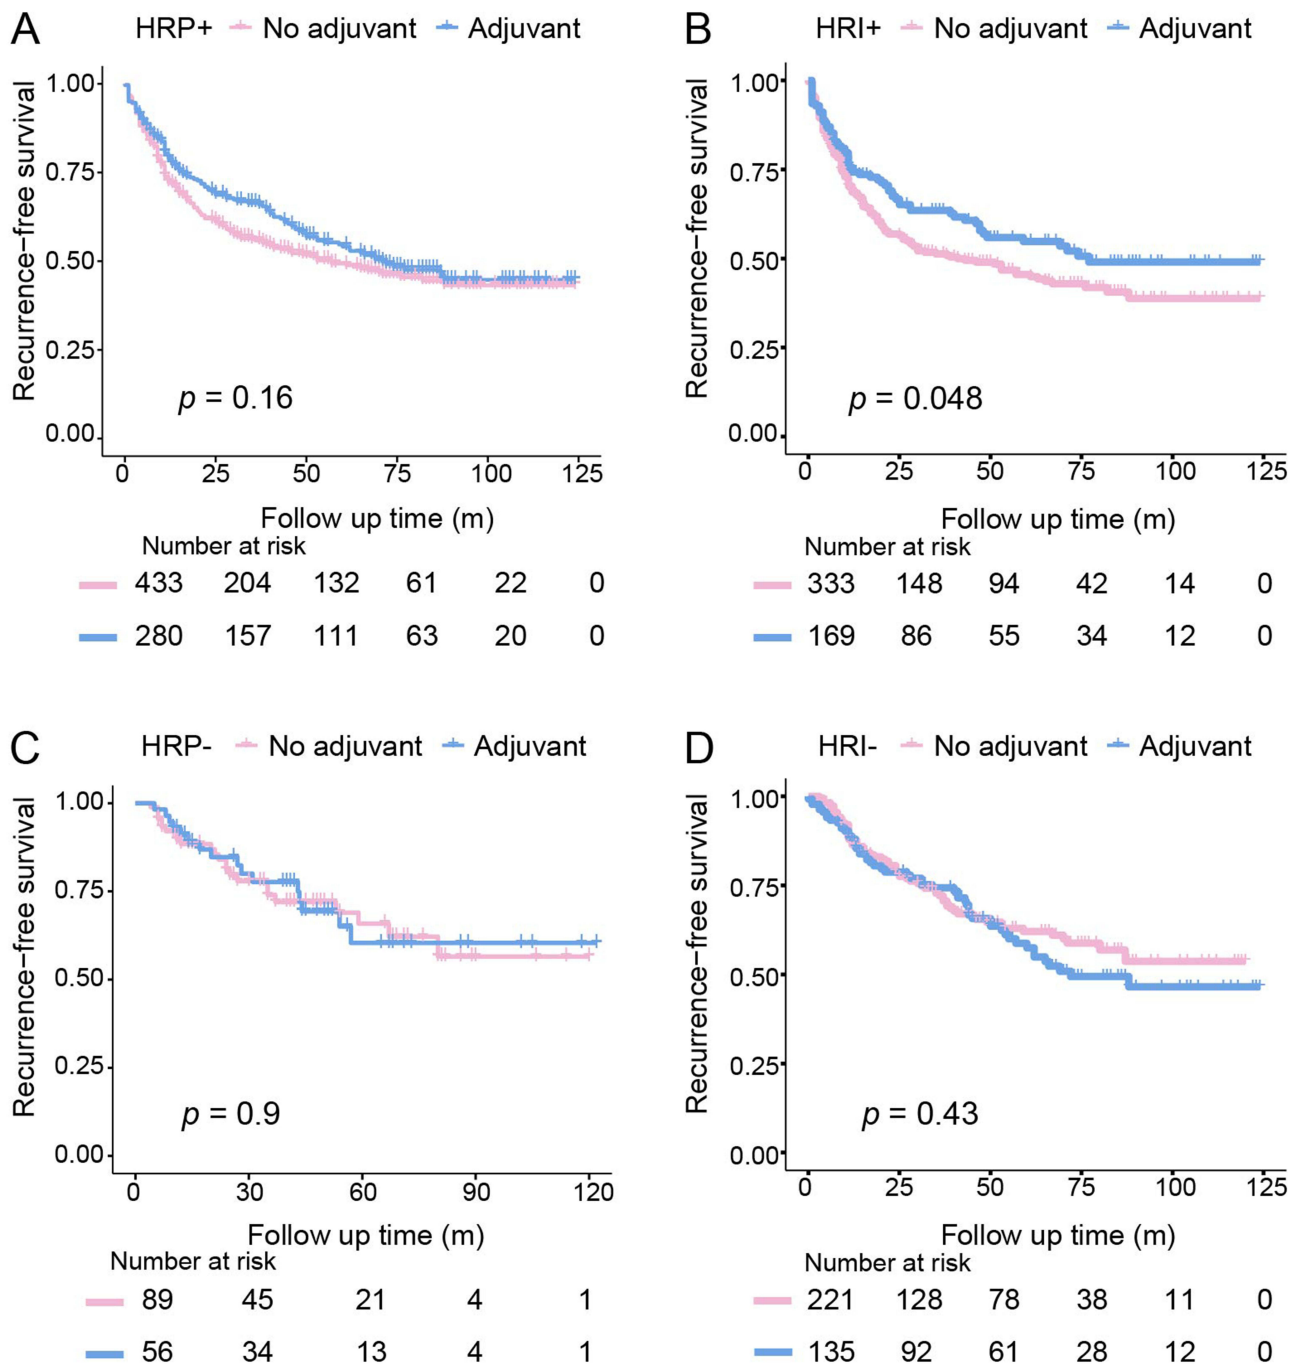 A
HRP+ No adjuvant Adjuvant
Recurrence-free survival
1.00
0.75
0.50
0.25
0.00
p = 0.16
0 25 50 75 100 125
Follow up time (m)
Number at risk
433 204 132 61 22 0
280 157 111 63 20 0
B
HRI+ No adjuvant Adjuvant
Recurrence-free survival
1.00
0.75
0.50
0.25
0.00
p = 0.048
0 25 50 75 100 125
Follow up time (m)
Number at risk
333 148 94 42 14 0
169 86 55 34 12 0
C
HRP- No adjuvant Adjuvant
Recurrence-free survival
1.00
0.75
0.50
0.25
0.00
p = 0.9
0 30 60 90 120
Follow up time (m)
Number at risk
89 45 21 4 1
56 34 13 4 1
D
HRI- No adjuvant Adjuvant
Recurrence-free survival
1.00
0.75
0.50
0.25
0.00
p = 0.43
0 25 50 75 100 125
Follow up time (m)
Number at risk
221 128 78 38 11 0
135 92 61 28 12 0